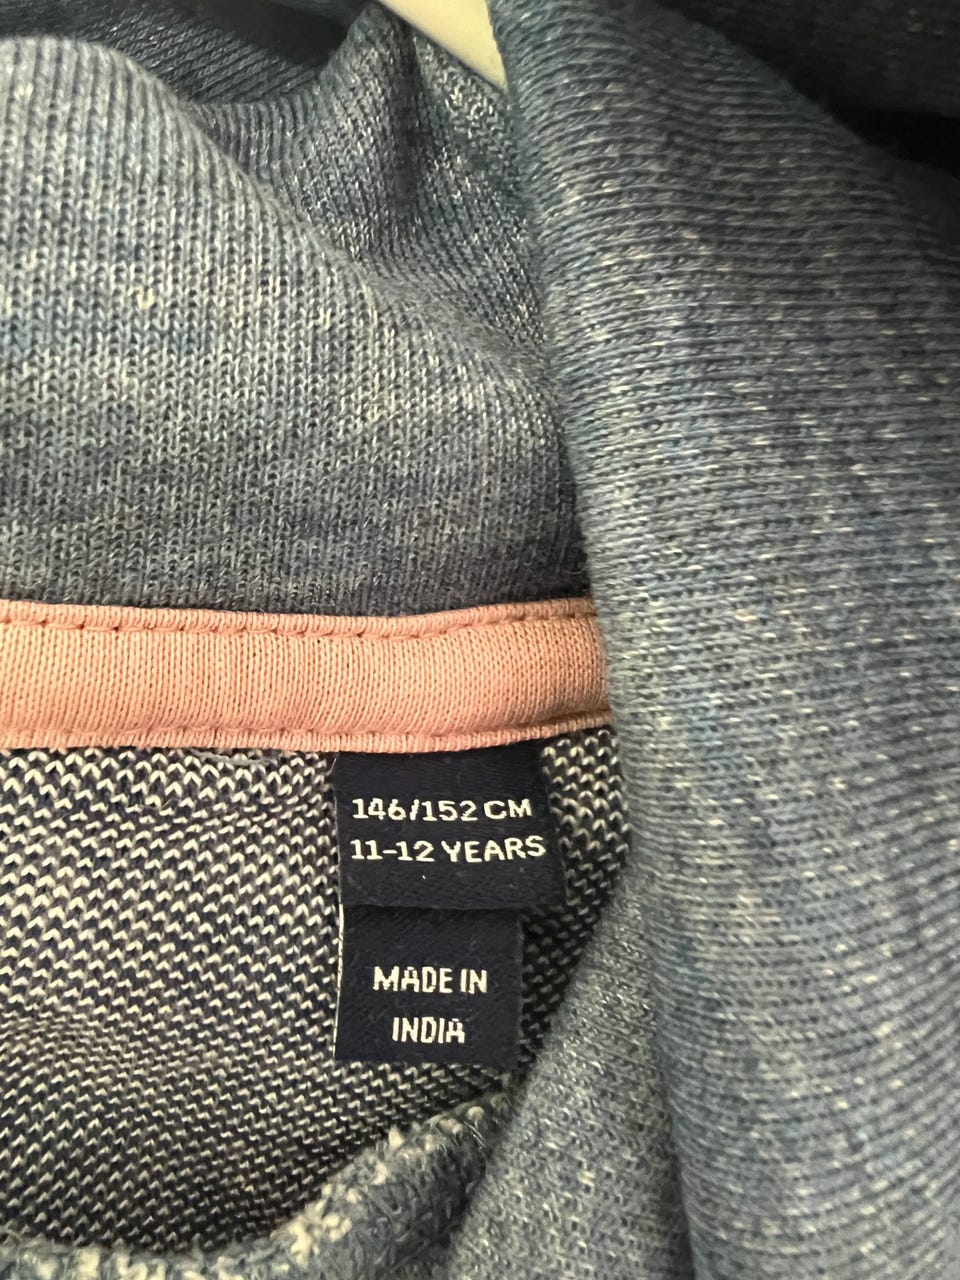 146/152 CM
11-12 YEARS
MADE IN
INDIA